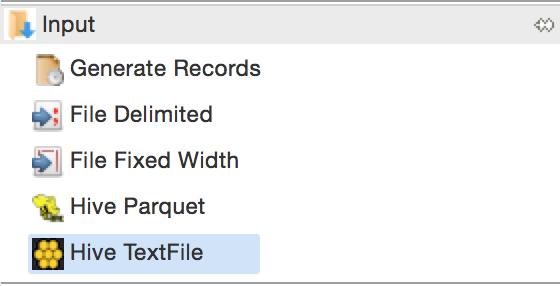 Input
Generate Records
File Delimited
File Fixed Width
Hive Parquet
Hive TextFile